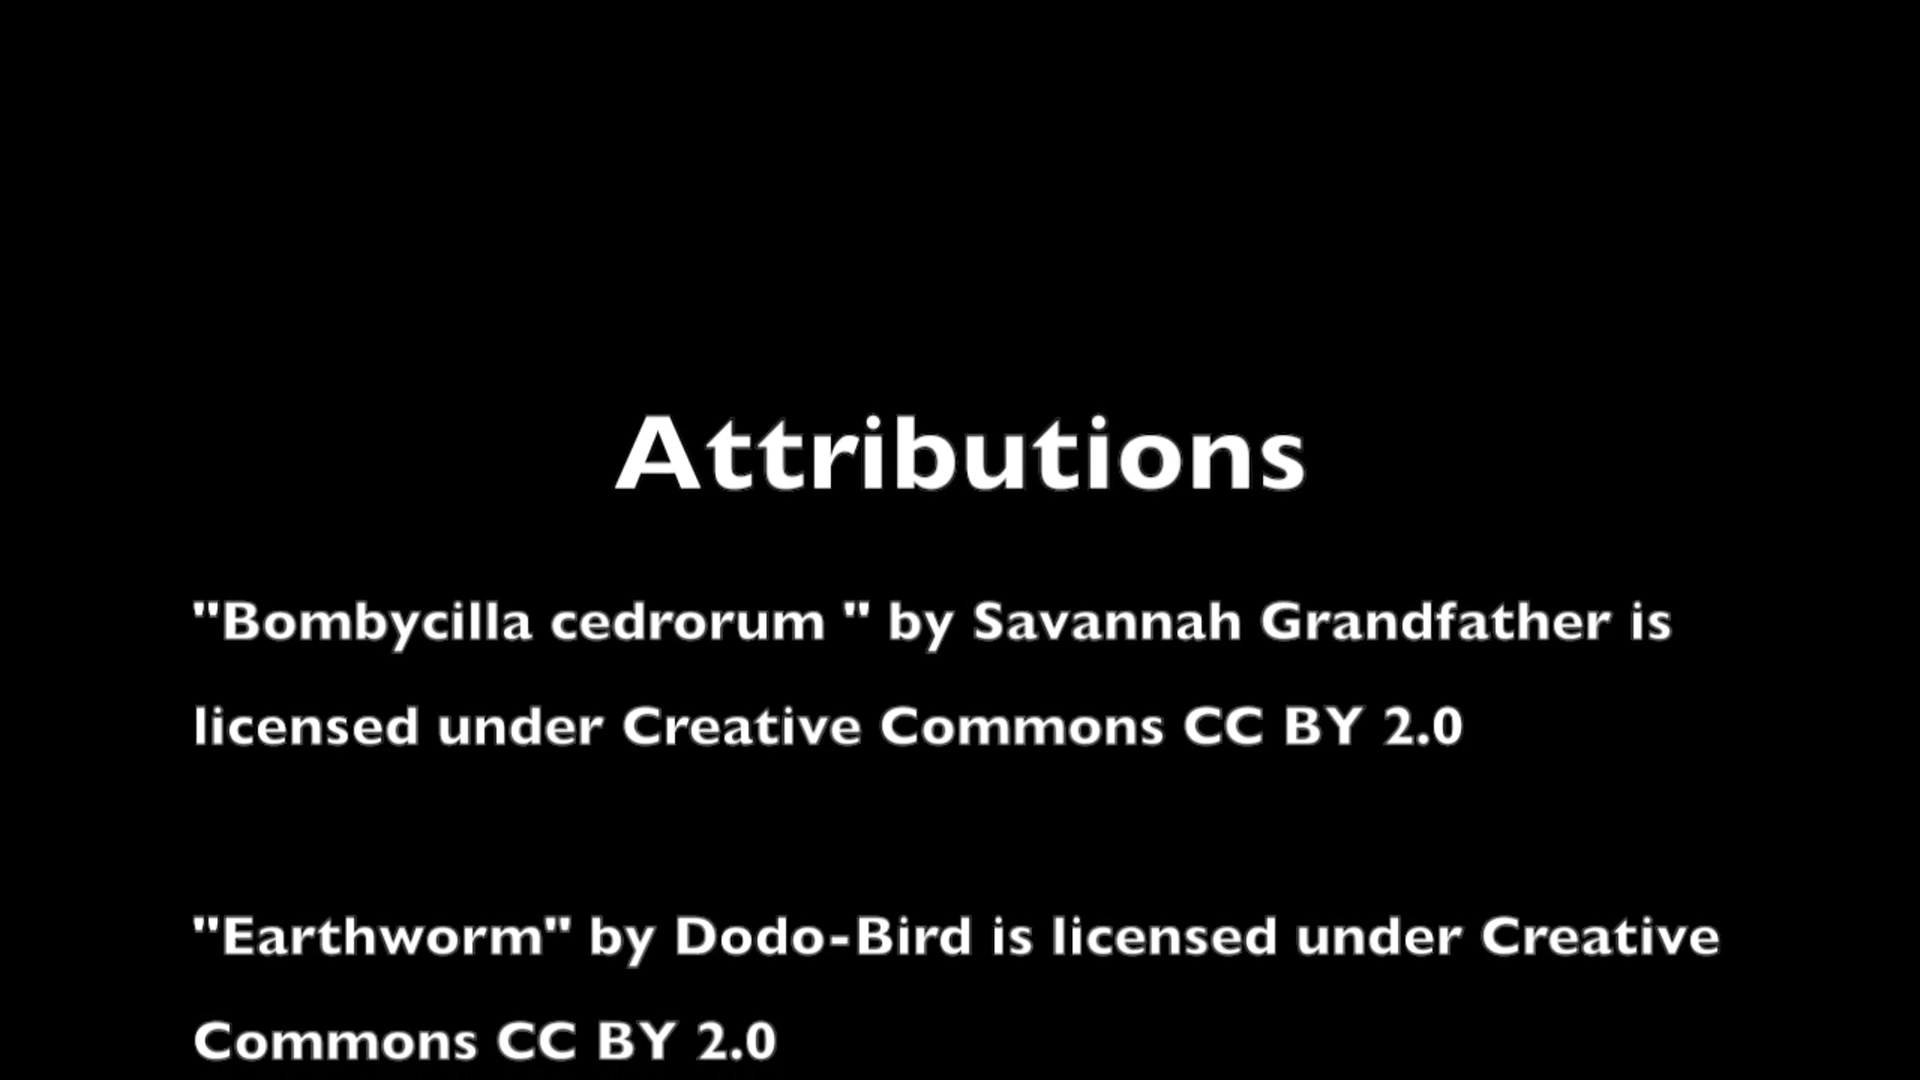 Attributions
"Bombycilla cedrorum " by Savannah Grandfather is
licensed under Creative Commons CC BY 2.0
"Earthworm" by Dodo-Bird is licensed under Creative
Commons CC BY 2.0